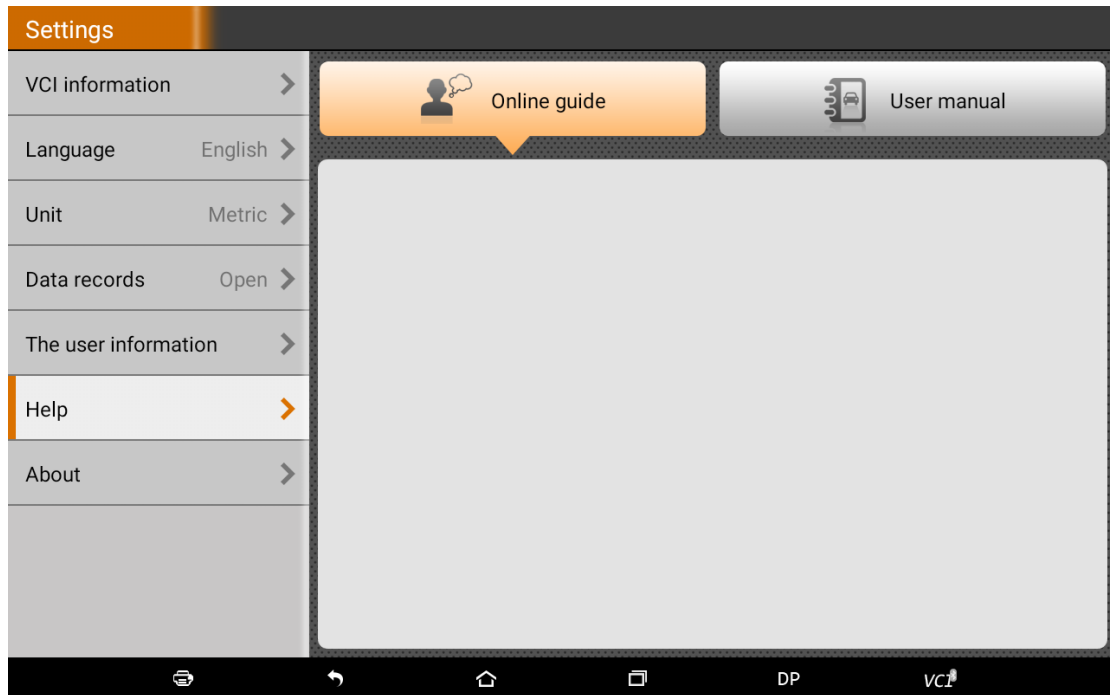 Settings
VCI information
Language English
Unit Metric
Data records Open
The user information
Help
About
Online guide
User manual
DP
VCI